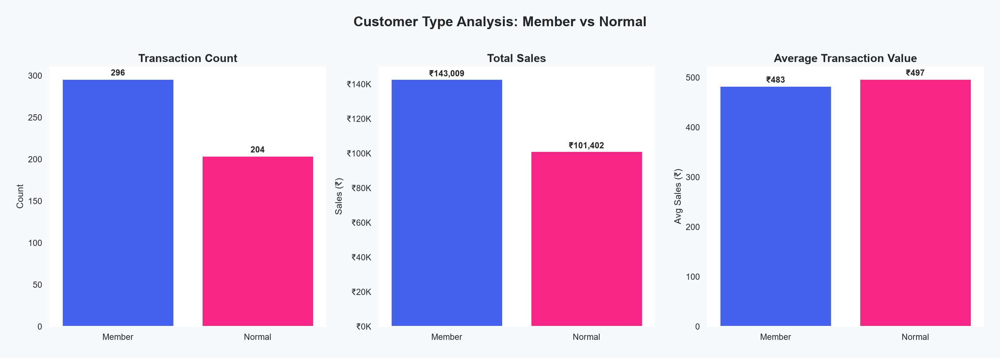 Customer Type Analysis: Member vs Normal
Transaction Count
300
250
200
150
100
50
0
Count
296
204
Member
Normal
Total Sales
₹140K
₹120K
₹100K
₹80K
₹60K
₹40K
₹20K
₹0K
Sales (₹)
₹143,009
₹101,402
Member
Normal
Average Transaction Value
500
400
300
200
100
0
Avg Sales (₹)
₹483
₹497
Member
Normal